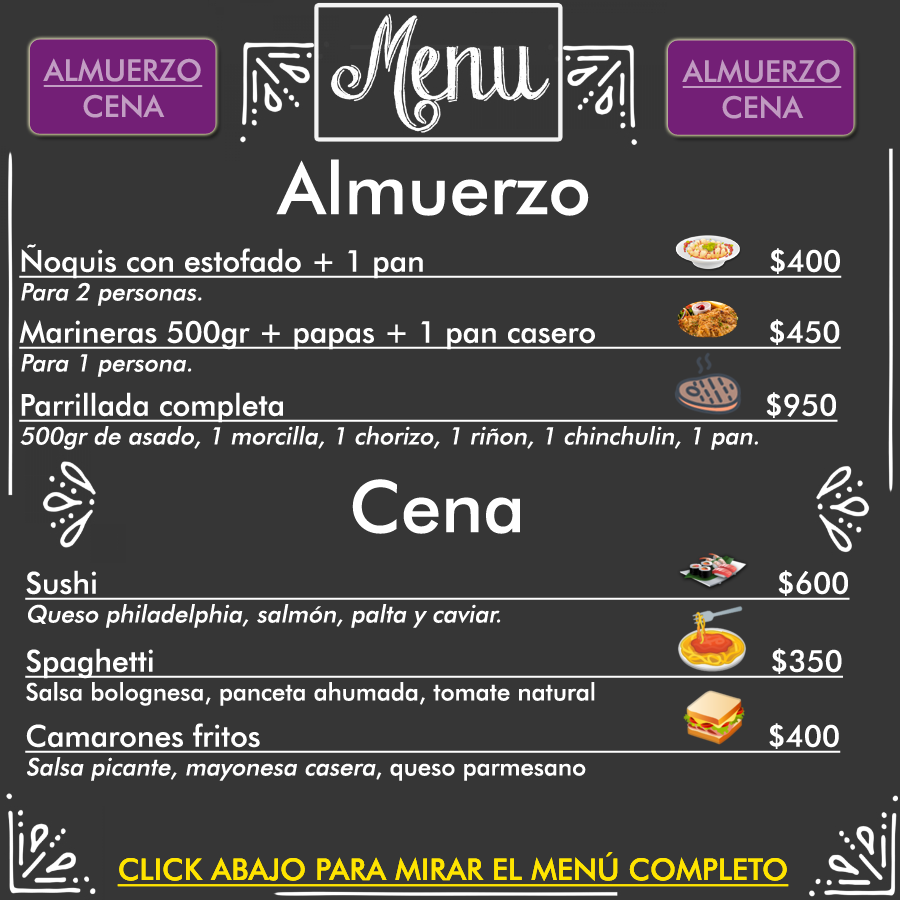 ALMUERZO
CENA
Menu
ALMUERZO
CENA
Almuerzo
Ñoquis con estofado + 1 pan $400
Para 2 personas.
Marineras 500gr + papas + 1 pan casero $450
Para 1 persona.
Parrillada completa $950
500gr de asado, 1 morcilla, 1 chorizo, 1 riñon, 1 chinchulin, 1 pan.
Cena
Sushi $600
Queso philadelphia, salmón, palta y caviar.
Spaghetti $350
Salsa bolognesa, panceta ahumada, tomate natural
Camarones fritos $400
Salsa picante, mayonesa casera, queso parmesano
CLICK ABAJO PARA MIRAR EL MENÚ COMPLETO